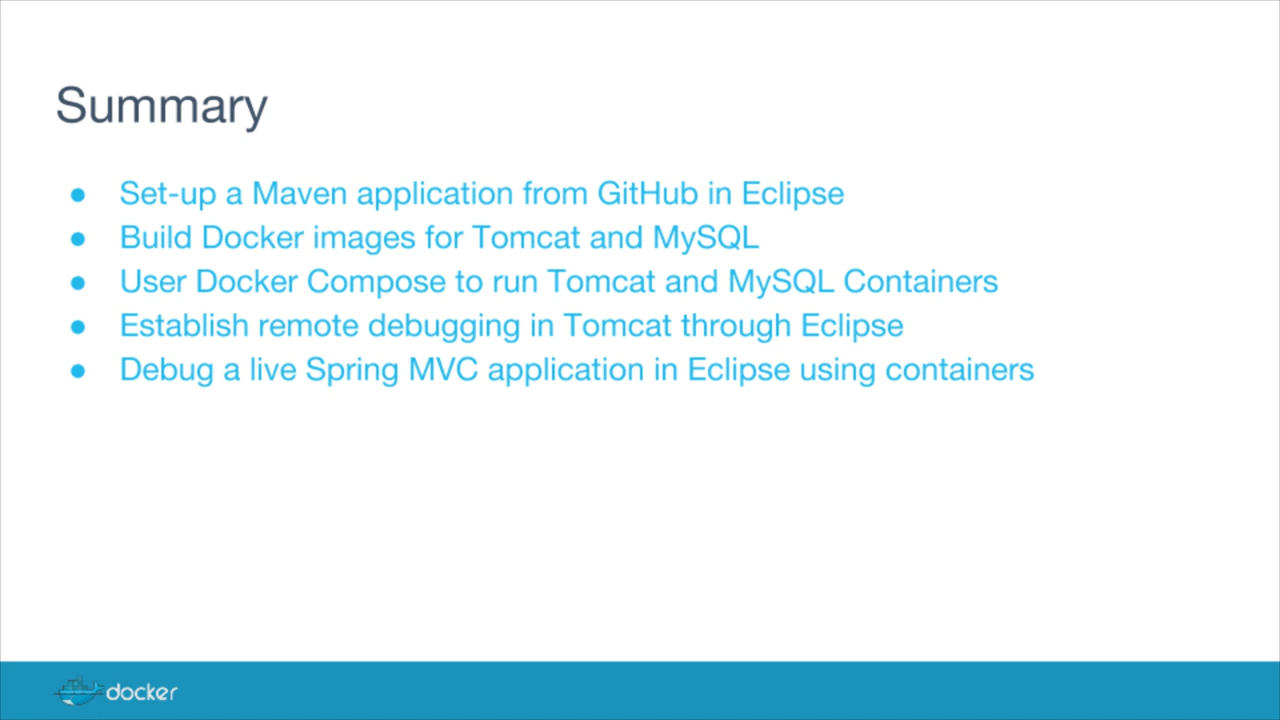 Summary
● Set-up a Maven application from GitHub in Eclipse
● Build Docker images for Tomcat and MySQL
● User Docker Compose to run Tomcat and MySQL Containers
● Establish remote debugging in Tomcat through Eclipse
● Debug a live Spring MVC application in Eclipse using containers
docker